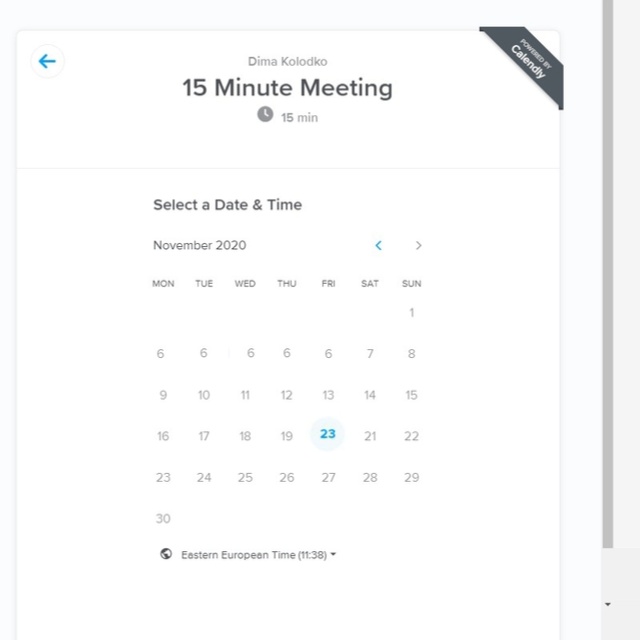 POWERED BY
Calendly
Dima Kolodko
15 Minute Meeting
15 min
Select a Date & Time
November 2020
MON TUE WED THU FRI SAT SUN
1
6 6 6 6 6 7 8
9 10 11 12 13 14 15
16 17 18 19 23 21 22
23 24 25 26 27 28 29
30
Eastern European Time (11:38)